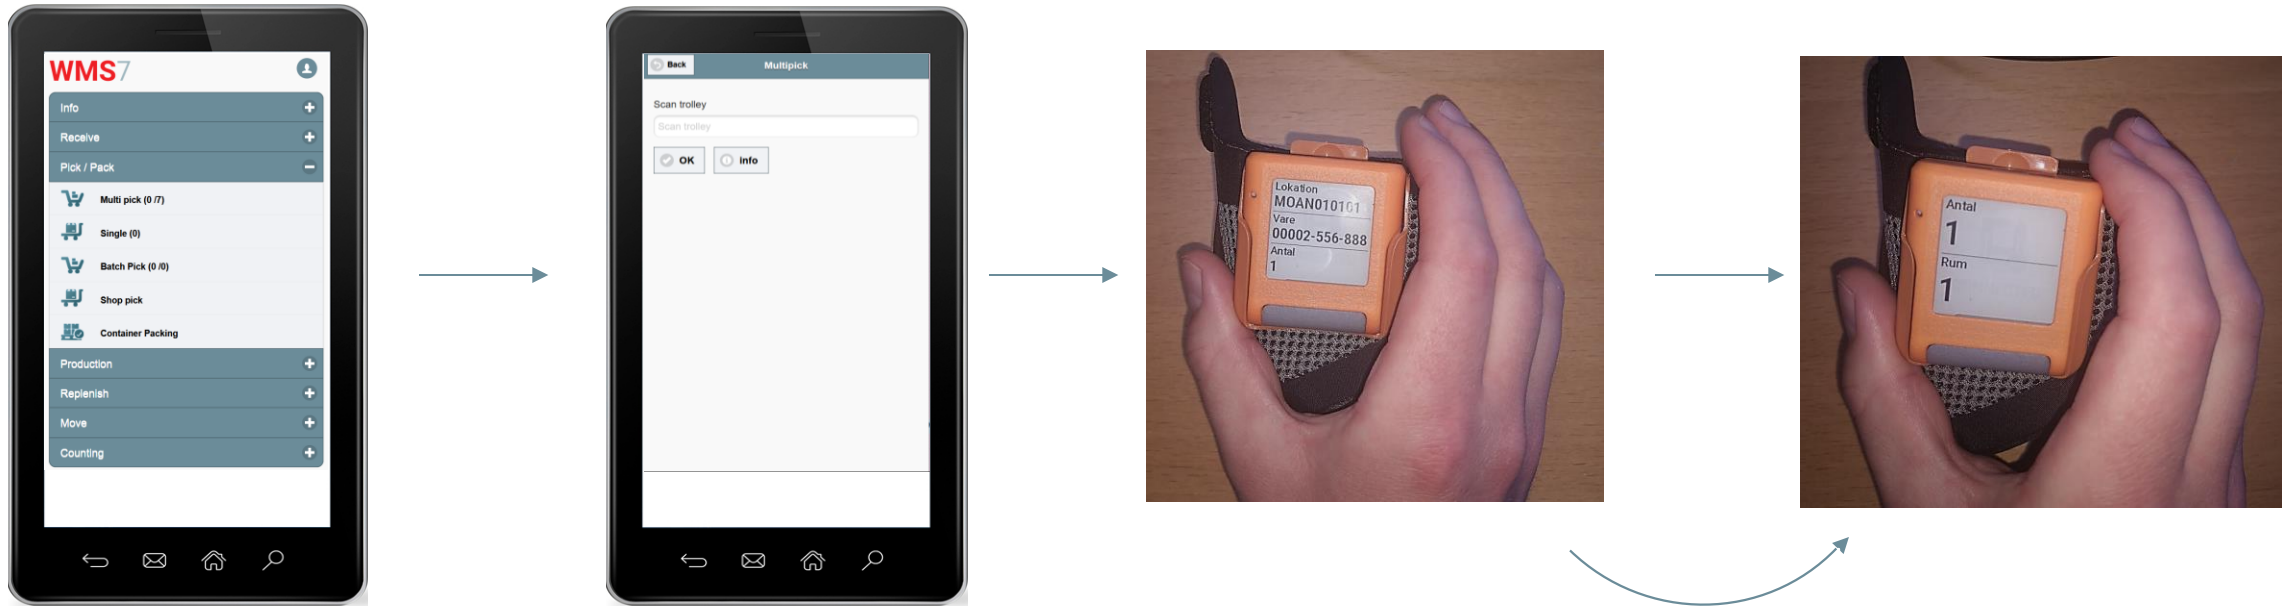 WMS7
Info
Receive
Pick / Pack
Multi pick (0 /7)
Single (0)
Batch Pick (0 /0)
Shop pick
Container Packing
Production
Replenish
Move
Counting
Back
Multipick
Scan trolley
Scan trolley
OK
info
Lokation
MOAN010101
Vare
00002-556-888
Antal
1
Antal
1
Rum
1